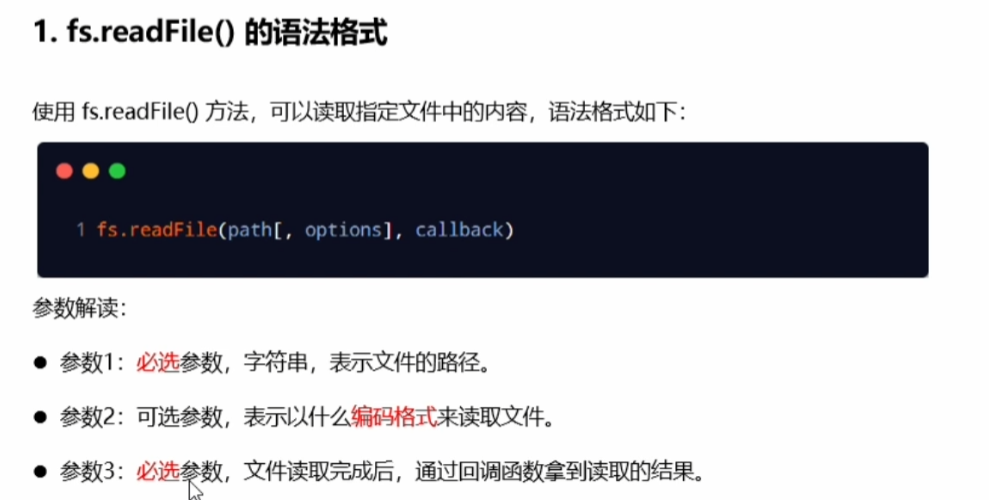 1. fs.readFile() 的语法格式
使用 fs.readFile() 方法，可以读取指定文件中的内容，语法格式如下：
1 fs.readFile(path[, options], callback)
参数解读：
● 参数1：必选参数，字符串，表示文件的路径。
● 参数2：可选参数，表示以什么编码格式来读取文件。
● 参数3：必选参数，文件读取完成后，通过回调函数拿到读取的结果。